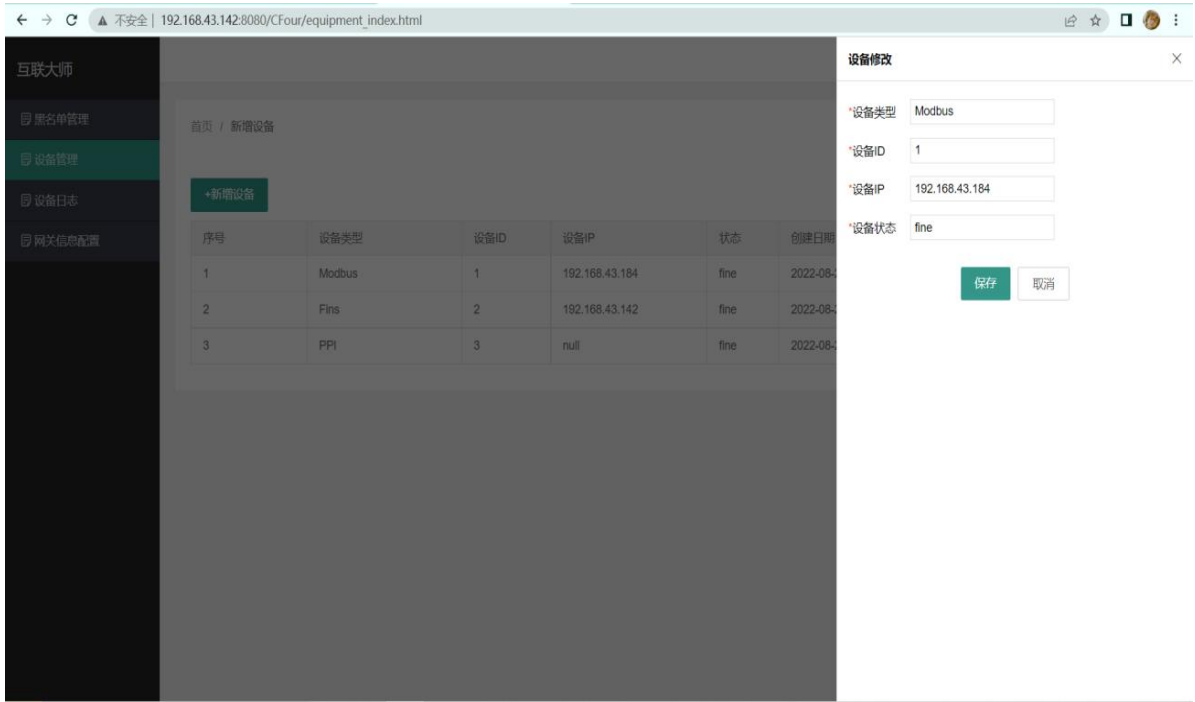 不安全 | 192.168.43.142:8080/CFour/equipment_index.html
互联大师
黑名单管理
设备管理
设备日志
网关信息配置
首页 / 新增设备
+新增设备
序号 设备类型 设备ID 设备IP 状态 创建日期
1 Modbus 1 192.168.43.184 fine 2022-08-
2 Fins 2 192.168.43.142 fine 2022-08-
3 PPI 3 null fine 2022-08-
设备修改
*设备类型 Modbus
*设备ID 1
*设备IP 192.168.43.184
*设备状态 fine
保存 取消